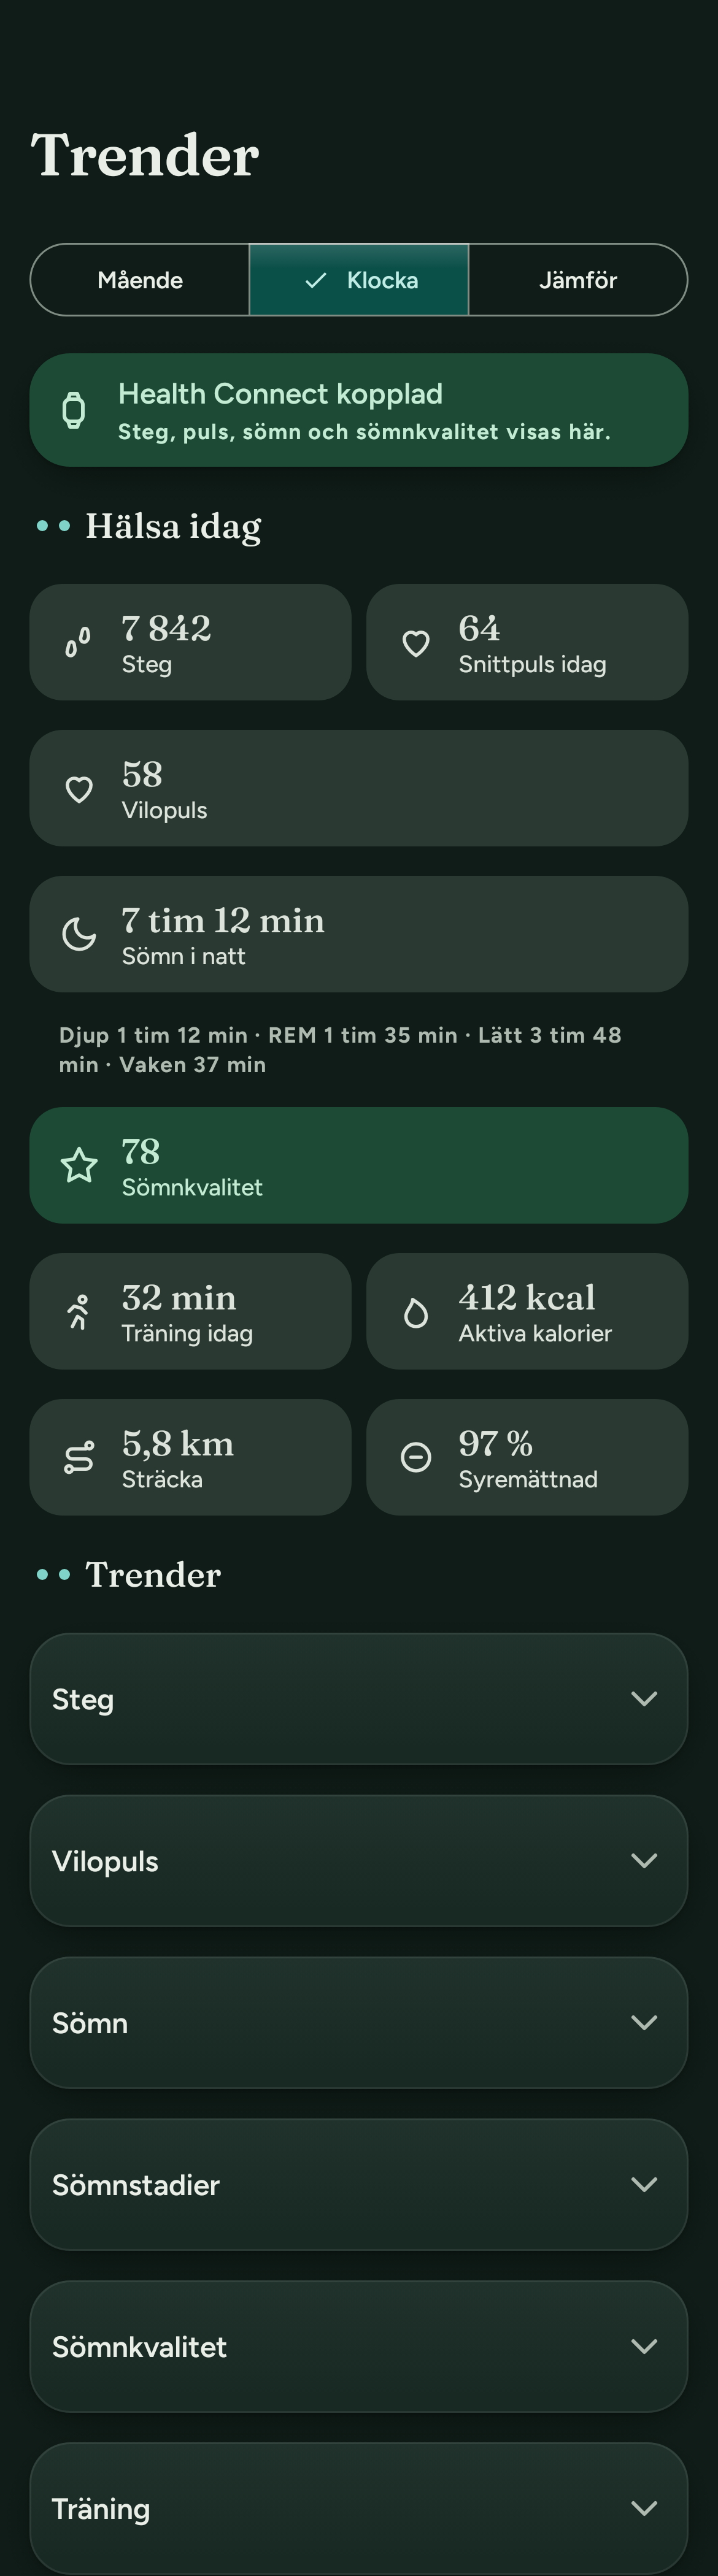 Trender
Mående
Klocka
Jämför
Health Connect kopplad
Steg, puls, sömn och sömnkvalitet visas här.
Hälsa idag
7 842
Steg
64
Snittpuls idag
58
Vilopuls
7 tim 12 min
Sömn i natt
Djup 1 tim 12 min · REM 1 tim 35 min · Lätt 3 tim 48
min · Vaken 37 min
78
Sömnkvalitet
32 min
Träning idag
412 kcal
Aktiva kalorier
5,8 km
Sträcka
97 %
Syremättnad
Trender
Steg
Vilopuls
Sömn
Sömnstadier
Sömnkvalitet
Träning